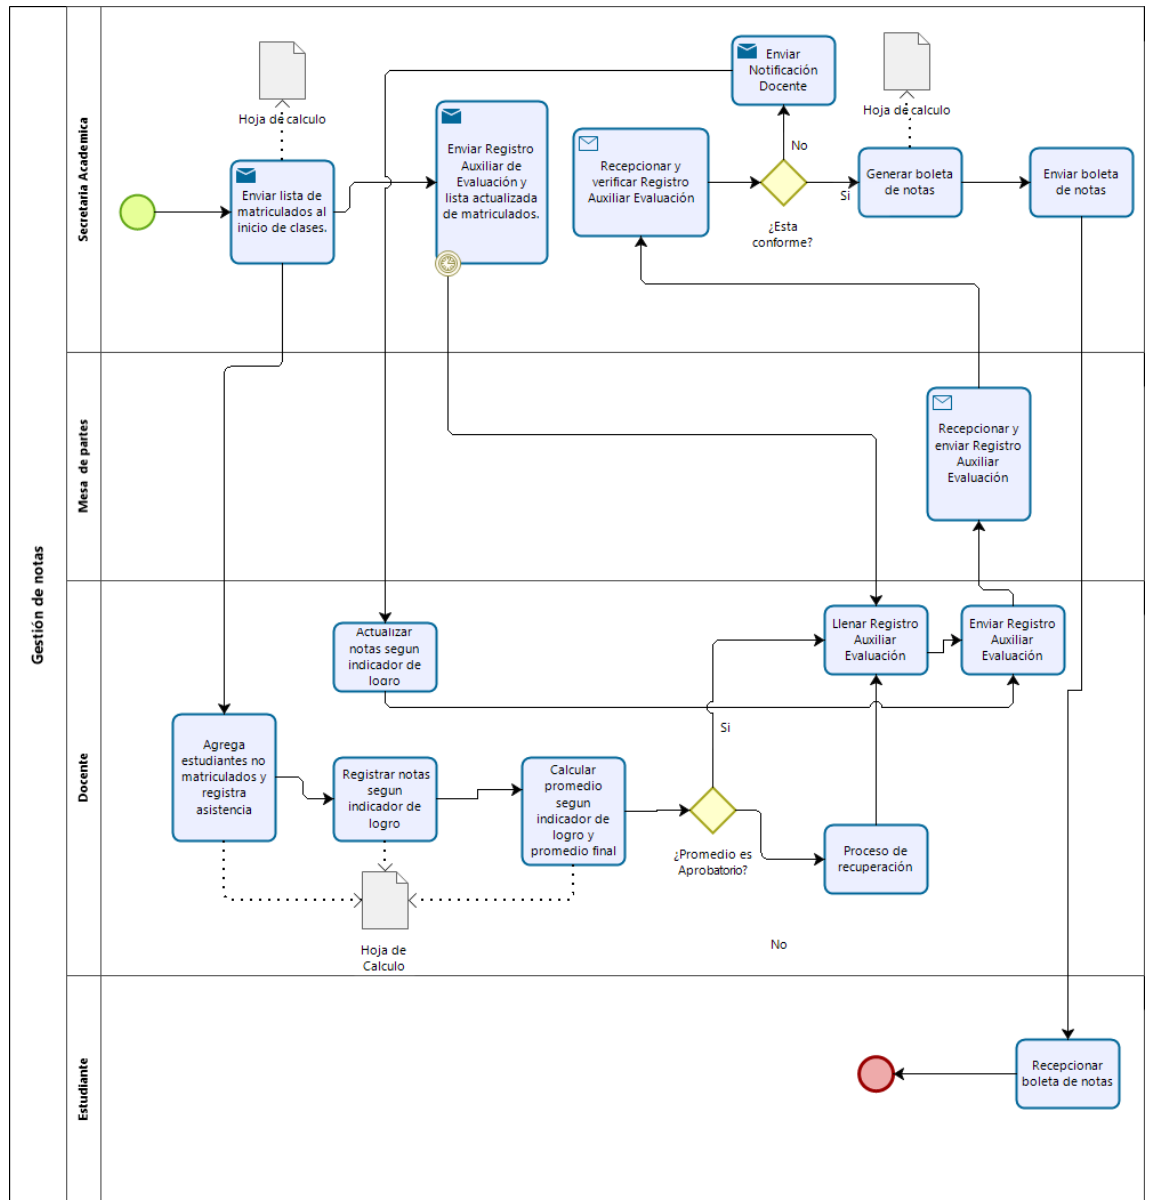 Gestión de notas
Secretaria Academica
Hoja de calculo
Enviar lista de
matriculados al
inicio de clases.
Enviar Registro
Auxiliar de
Evaluación y
lista actualizada
de matriculados.
Recepcionar y
verificar Registro
Auxiliar Evaluación
Enviar
Notificación
Docente
No
¿Esta
conforme?
Si
Hoja de calculo
Generar boleta
de notas
Enviar boleta
de notas
Mesa de partes
Recepcionar y
enviar Registro
Auxiliar
Evaluación
Docente
Actualizar
notas segun
indicador de
logro
Llenar Registro
Auxiliar
Evaluación
Enviar Registro
Auxiliar
Evaluación
Agrega
estudiantes no
matriculados y
registra
asistencia
Registrar notas
segun
indicador de
logro
Calcular
promedio
segun
indicador de
logro y
promedio final
Si
¿Promedio es
Aprobatorio?
Proceso de
recuperación
No
Hoja de
Calculo
Estudiante
Recepcionar
boleta de notas